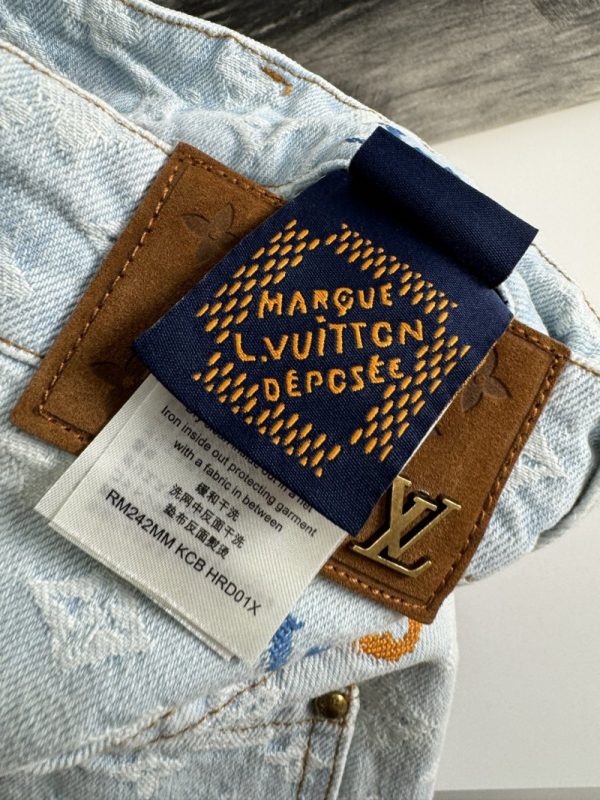 MARQUE
L.VUITTON
DÉPOSÉE
Iron inside out protecting garment
with a fabric in between
缓和干洗
洗网中反面干洗
垫布反面熨烫
RM242MM KCB HRD01X
LV